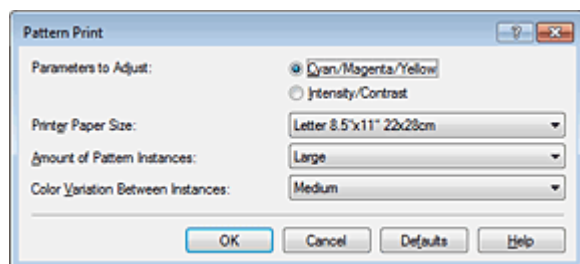 Pattern Print
Parameters to Adjust: Cyan/Magenta/Yellow
Intensity/Contrast
Printer Paper Size: Letter 8.5"x11" 22x28cm
Amount of Pattern Instances: Large
Color Variation Between Instances: Medium
OK Cancel Defaults Help